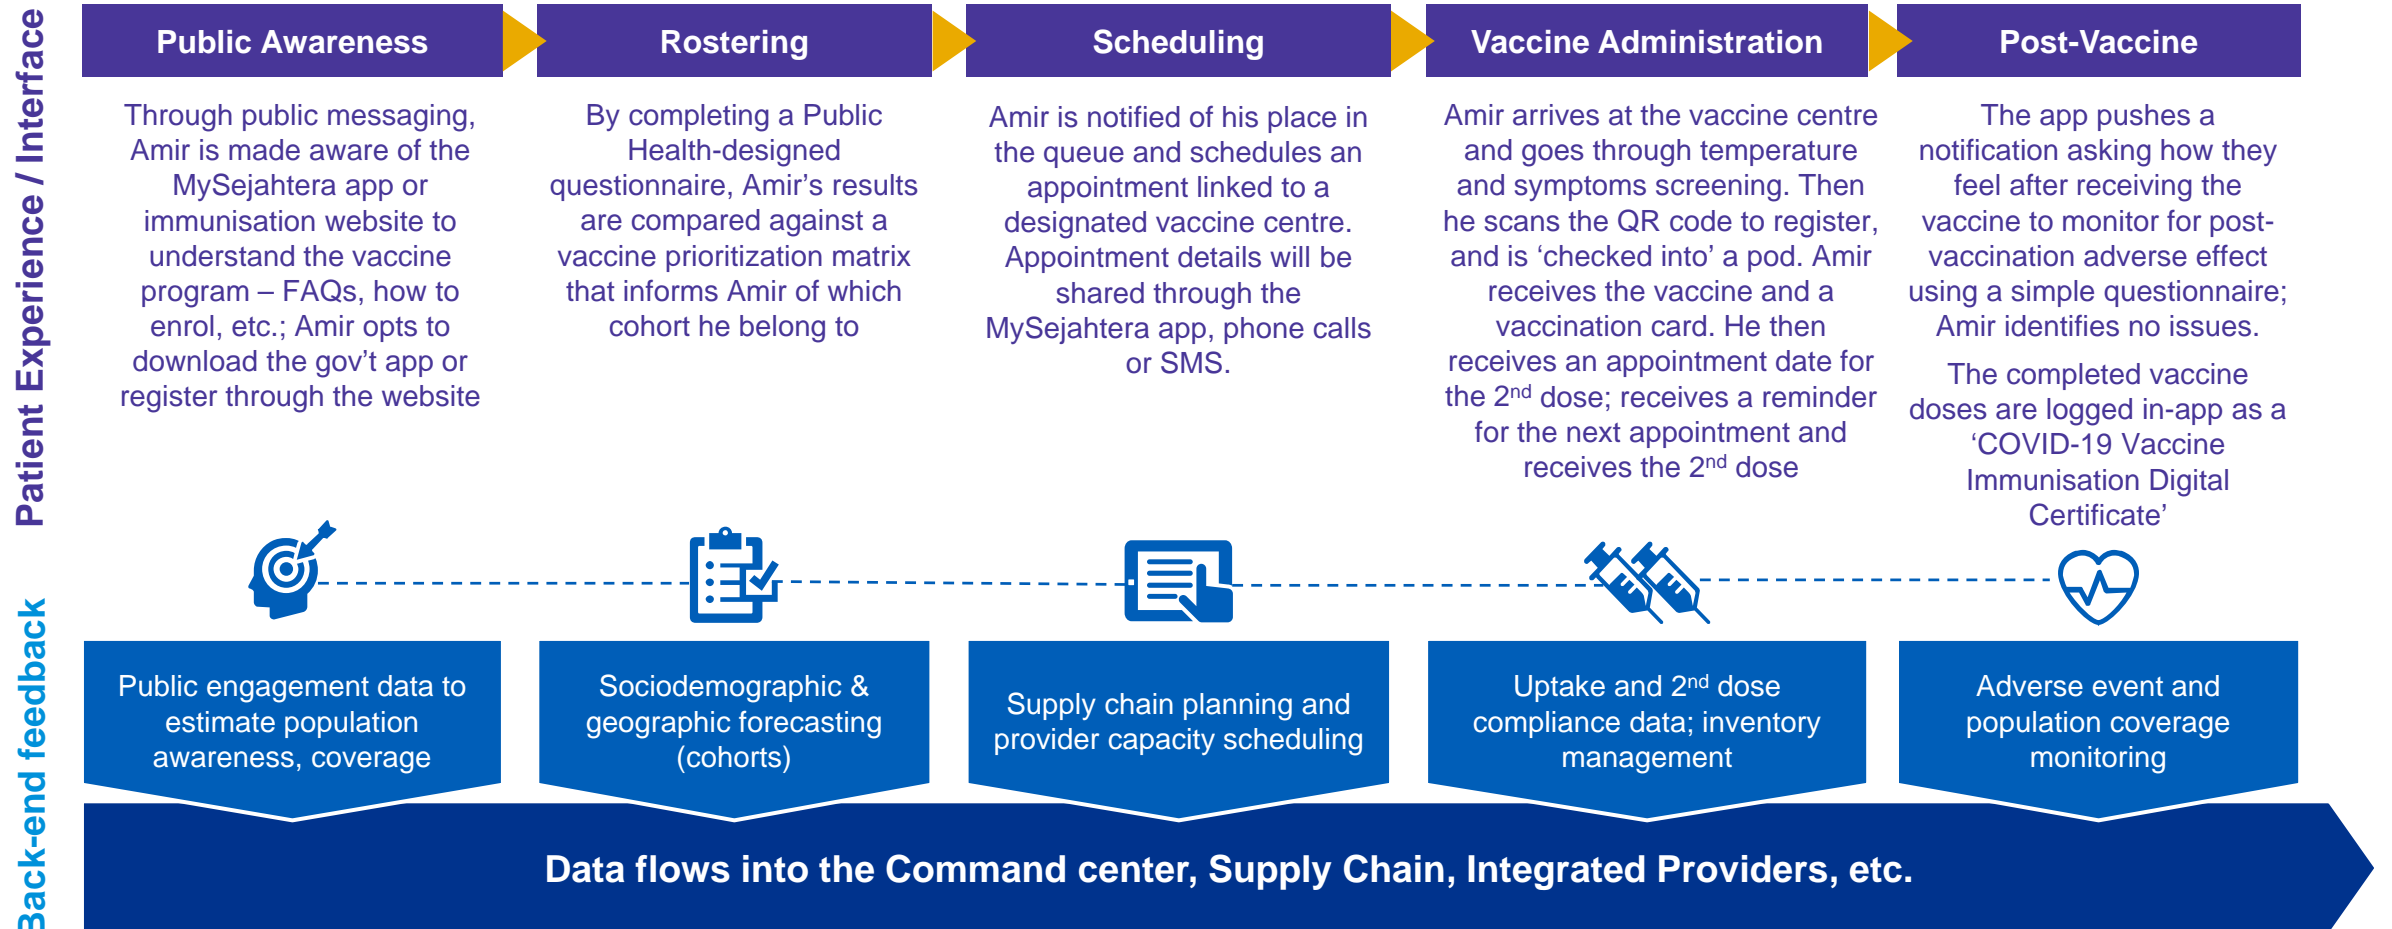 Patient Experience / Interface
Public Awareness
Through public messaging,
Amir is made aware of the
MySejahtera app or
immunisation website to
understand the vaccine
program – FAQs, how to
enrol, etc.; Amir opts to
download the gov’t app or
register through the website
Rostering
By completing a Public
Health-designed
questionnaire, Amir’s results
are compared against a
vaccine prioritization matrix
that informs Amir of which
cohort he belong to
Scheduling
Amir is notified of his place in
the queue and schedules an
appointment linked to a
designated vaccine centre.
Appointment details will be
shared through the
MySejahtera app, phone calls
or SMS.
Vaccine Administration
Amir arrives at the vaccine centre
and goes through temperature
and symptoms screening. Then
he scans the QR code to register,
and is ‘checked into’ a pod. Amir
receives the vaccine and a
vaccination card. He then
receives an appointment date for
the 2nd dose; receives a reminder
for the next appointment and
receives the 2nd dose
Post-Vaccine
The app pushes a
notification asking how they
feel after receiving the
vaccine to monitor for post-
vaccination adverse effect
using a simple questionnaire;
Amir identifies no issues.
The completed vaccine
doses are logged in-app as a
‘COVID-19 Vaccine
Immunisation Digital
Certificate’
Back-end feedback
Public engagement data to
estimate population
awareness, coverage
Sociodemographic &
geographic forecasting
(cohorts)
Supply chain planning and
provider capacity scheduling
Uptake and 2nd dose
compliance data; inventory
management
Adverse event and
population coverage
monitoring
Data flows into the Command center, Supply Chain, Integrated Providers, etc.